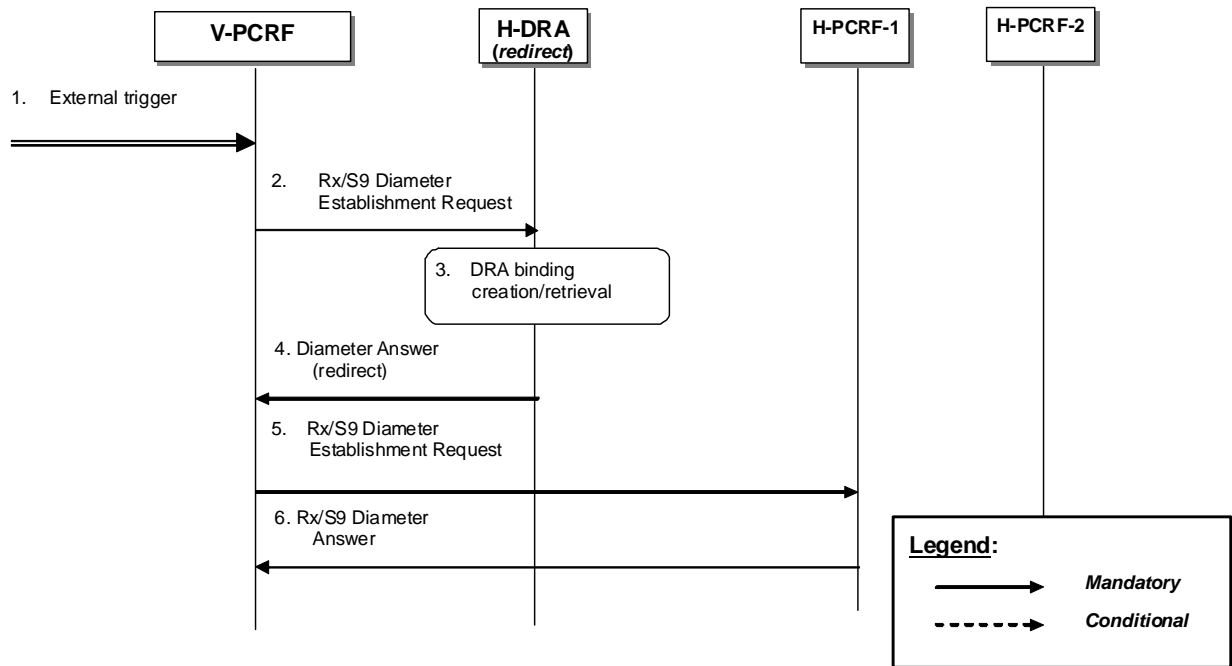 V-PCRF
H-DRA
(redirect)
H-PCRF-1
H-PCRF-2
1. External trigger
2. Rx/S9 Diameter
Establishment Request
3. DRA binding
creation/retrieval
4. Diameter Answer
(redirect)
5. Rx/S9 Diameter
Establishment Request
6. Rx/S9 Diameter
Answer
Legend:
Mandatory
Conditional